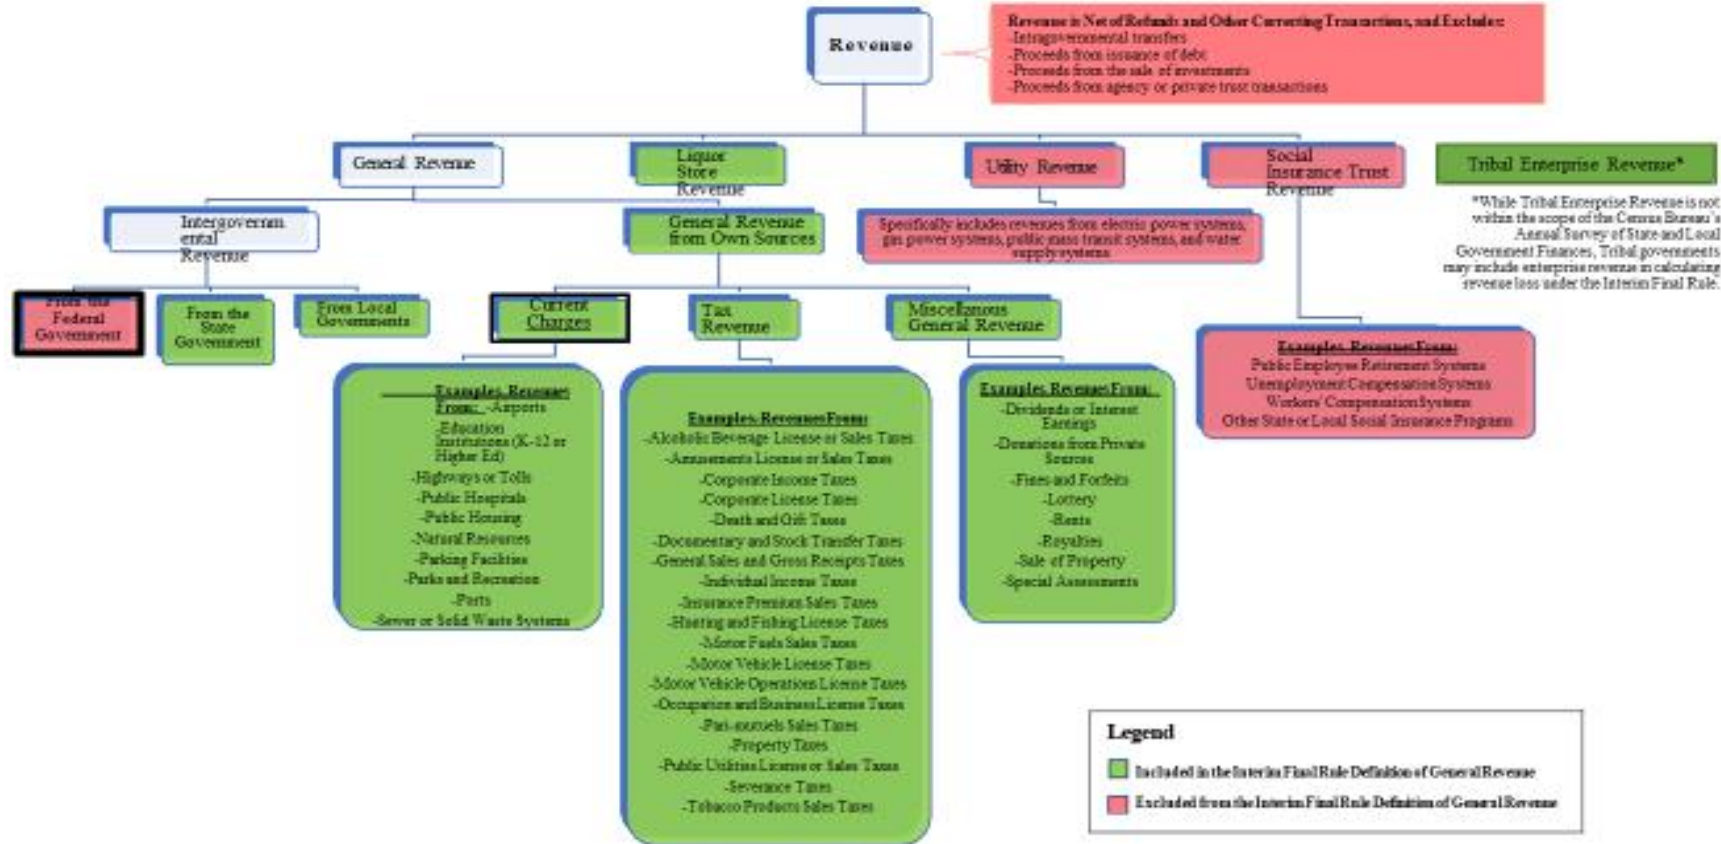 Revenue
Revenue is Net of Refunds and Other Correcting Transactions, and Excludes:
-Intragovernmental transfers
-Proceeds from issuance of debt
-Proceeds from the sale of investments
-Proceeds from agency or private trust transactions
General Revenue
Liquor
Store
Revenue
Utility Revenue
Social
Insurance Trust
Revenue
Tribal Enterprise Revenue*
*While Tribal Enterprise Revenue is not
within the scope of the Census Bureau's
Annual Survey of State and Local
Government Finances, Tribal governments
may include enterprise revenue in calculating
revenue loss under the Interim Final Rule.
Intergovernm
ental
Revenue
General Revenue
from Own Sources
Specifically includes revenues from electric power systems,
gas power systems, public mass transit systems, and water
supply systems
From the
Federal
Government
From the
State
Government
From Local
Governments
Current
Charges
Tax
Revenue
Miscellanous
General Revenue
Examples, Revenues
From: -Airports
-Education
Institutions (K-12 or
Higher Ed)
-Highways or Tolls
-Public Hospitals
-Public Housing
-Natural Resources
-Parking Facilities
-Parks and Recreation
-Ports
-Sewer or Solid Waste Systems
Examples, Revenues From:
-Alcoholic Beverage License or Sales Taxes
-Amusements License or Sales Taxes
-Corporate Income Taxes
-Corporate License Taxes
-Death and Gift Taxes
-Documentary and Stock Transfer Taxes
-General Sales and Gross Receipts Taxes
-Individual Income Taxes
-Insurance Premium Sales Taxes
-Hunting and Fishing License Taxes
-Motor Fuels Sales Taxes
-Motor Vehicle License Taxes
-Motor Vehicle Operations License Taxes
-Occupation and Business License Taxes
-Pari-mutuels Sales Taxes
-Property Taxes
-Public Utilities License or Sales Taxes
-Severance Taxes
-Tobacco Products Sales Taxes
Examples, Revenues From:
-Dividends or Interest
Earnings
-Donations from Private
Sources
-Fines and Forfeits
-Lottery
-Rents
-Royalties
-Sale of Property
-Special Assessments
Examples, Revenues From:
Public Employee Retirement Systems
Unemployment Compensation Systems
Workers' Compensation Systems
Other State or Local Social Insurance Programs
Legend
Included in the Interim Final Rule Definition of General Revenue
Excluded from the Interim Final Rule Definition of General Revenue